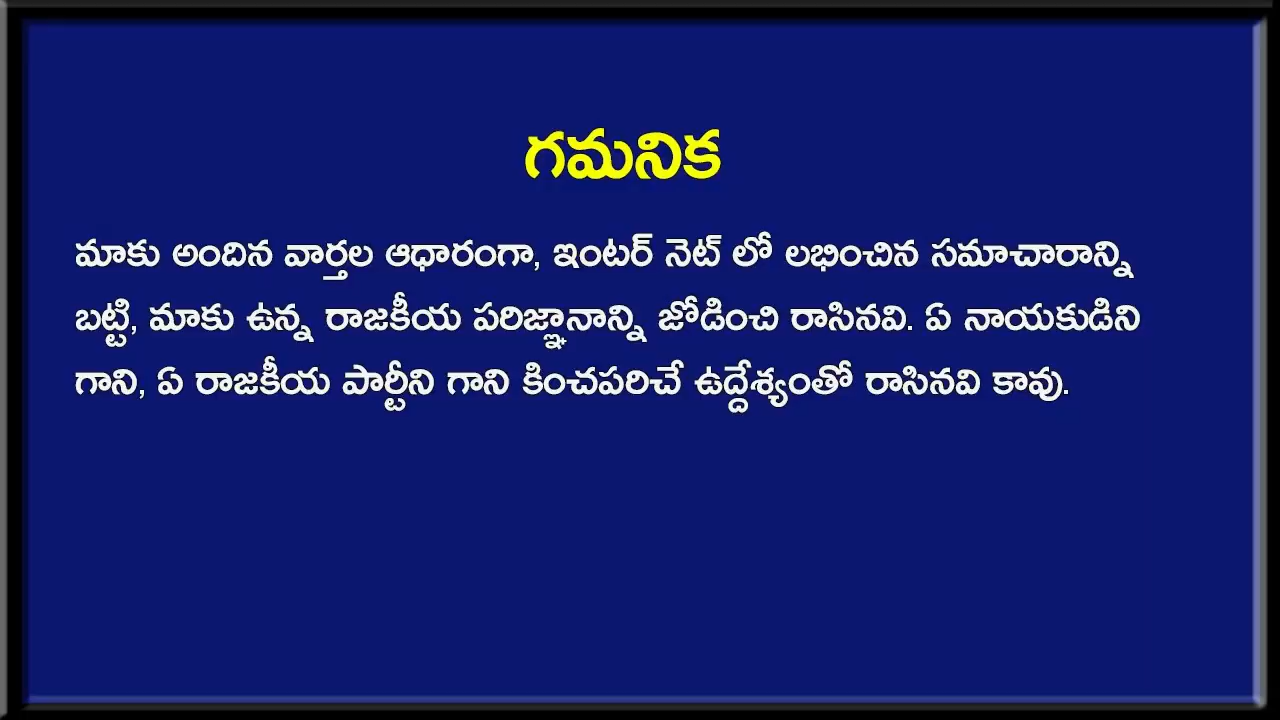 గమనిక
మాకు అందిన వార్తల ఆధారంగా, ఇంటర్ నెట్ లో లభించిన సమాచారాన్ని
బట్టి, మాకు ఉన్న రాజకీయ పరిజ్ఞానాన్ని జోడించి రాసినవి. ఏ నాయకుడిని
గాని, ఏ రాజకీయ పార్టీని గాని కించపరిచే ఉద్దేశ్యంతో రాసినవి కావు.